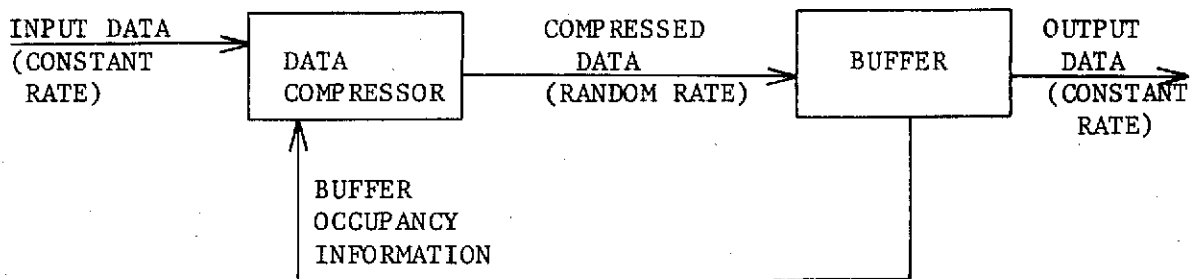 INPUT DATA
(CONSTANT
RATE)
DATA
COMPRESSOR
COMPRESSED
DATA
(RANDOM RATE)
BUFFER
OUTPUT
DATA
(CONSTANT
RATE)
BUFFER
OCCUPANCY
INFORMATION